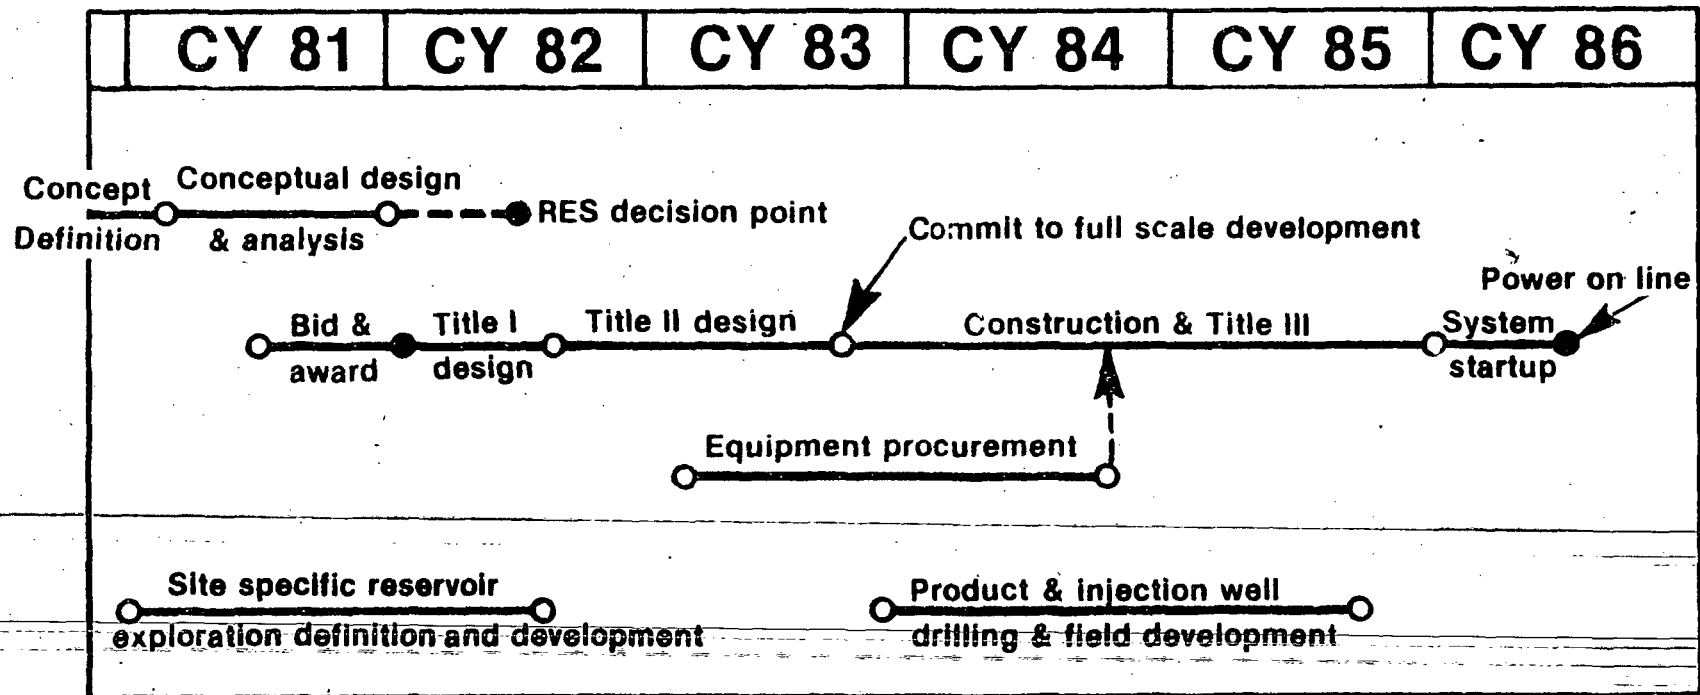 CY 81 CY 82 CY 83 CY 84 CY 85 CY 86
Concept
Definition
Conceptual design
& analysis
RES decision point
Commit to full scale development
Power on line
Bid &
award
Title I
design
Title II design
Construction & Title III
System
startup
Equipment procurement
Site specific reservoir
exploration definition and development
Product & injection well
drilling & field development